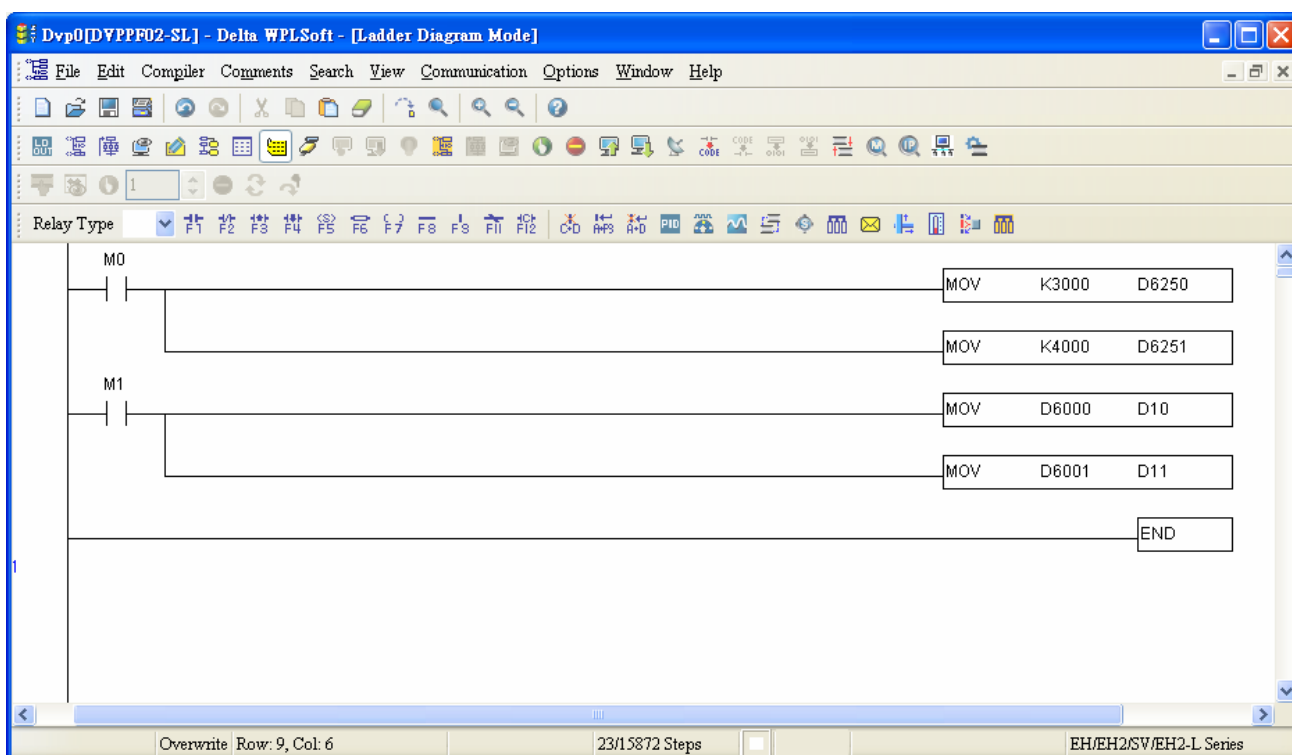 Dvp0[DVPPF02-SL] - Delta WPLSoft - [Ladder Diagram Mode]
File Edit Compiler Comments Search View Communication Options Window Help
1
Relay Type
M0
MOV K3000 D6250
MOV K4000 D6251
M1
MOV D6000 D10
MOV D6001 D11
END
1
Overwrite Row: 9, Col: 6 23/15872 Steps EH/EH2/SV/EH2-L Series